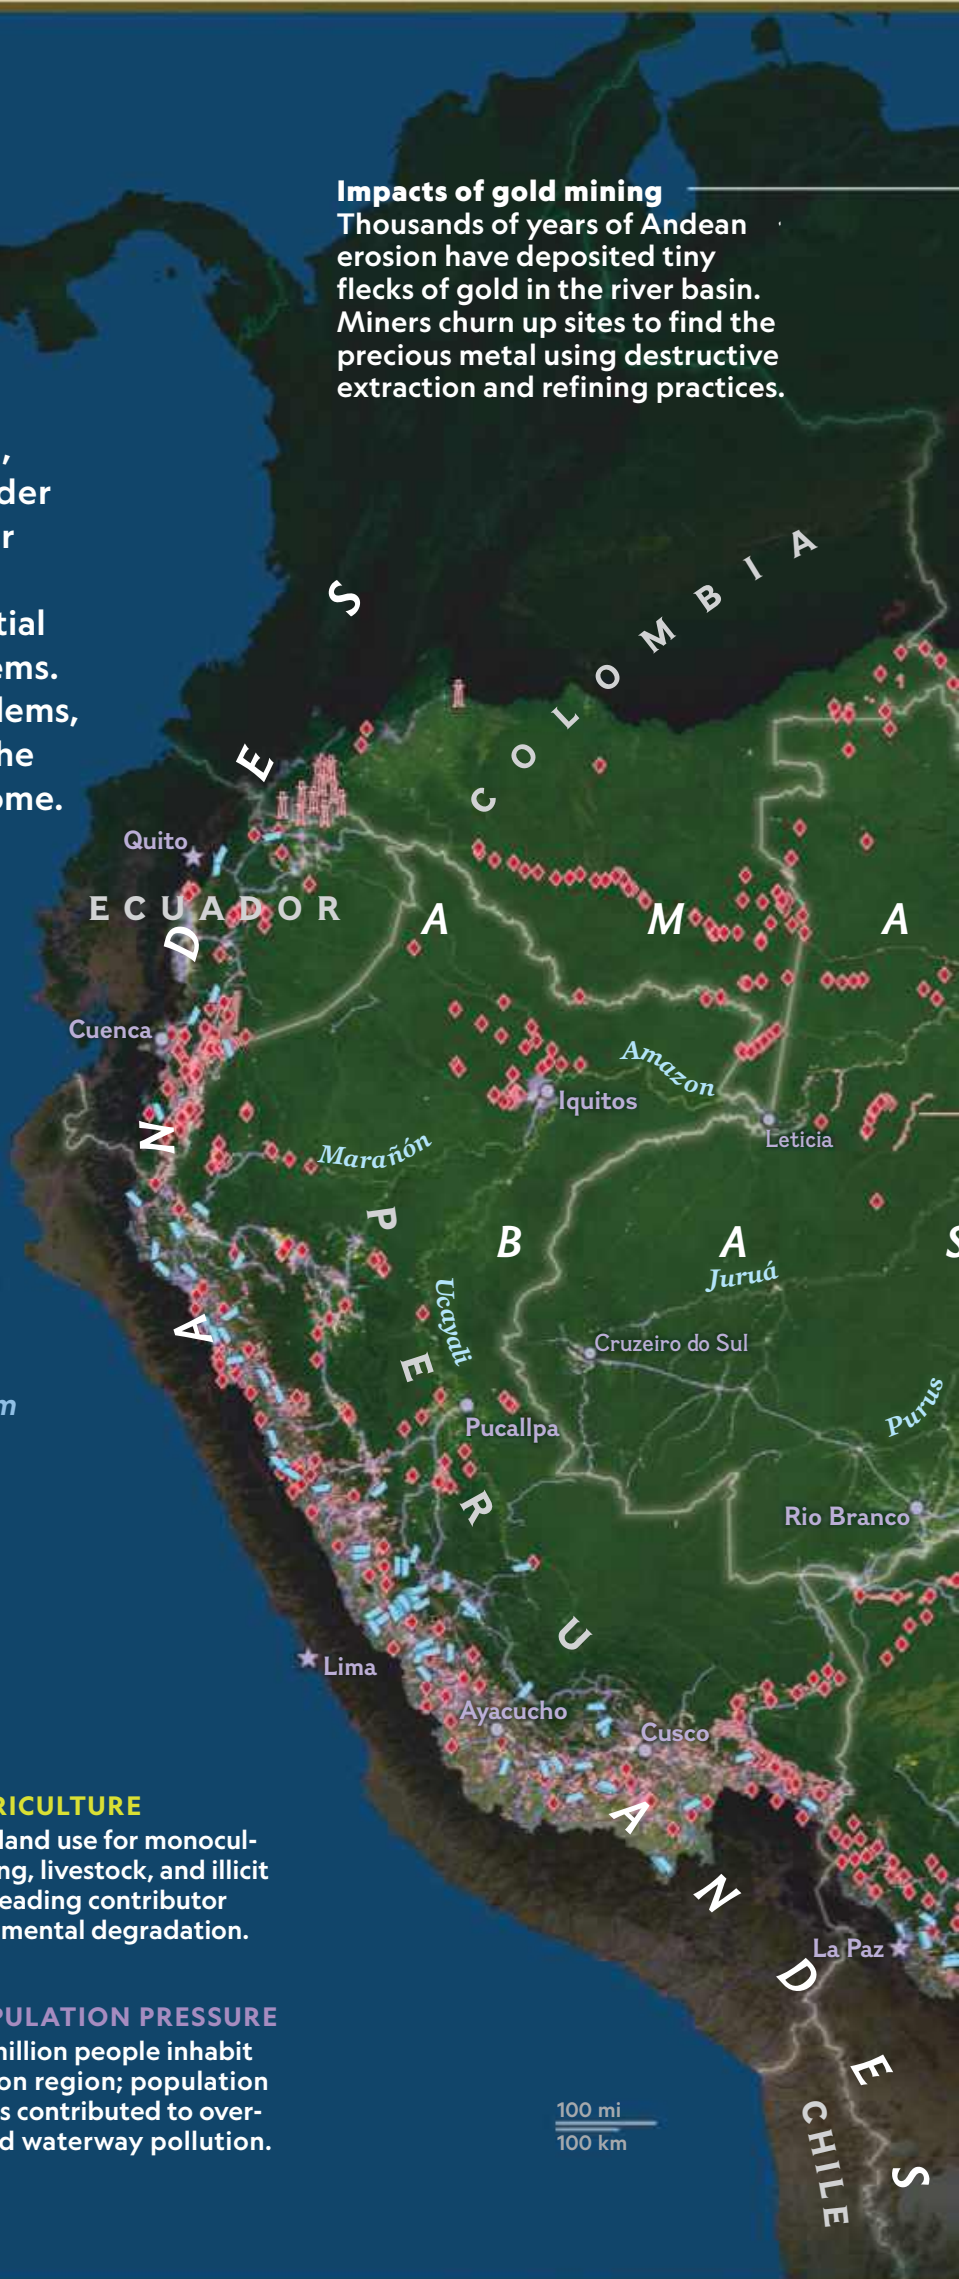 Impacts of gold mining
Thousands of years of Andean
erosion have deposited tiny
flecks of gold in the river basin.
Miners churn up sites to find the
precious metal using destructive
extraction and refining practices.
,
der
r
tial
ems.
lems,
he
ome.
COLOMBIA
Quito
ECUADOR
A M A
Cuenca
Amazon
Iquitos
Leticia
Marañón
B A S
Juruá
Ucayali
Cruzeiro do Sul
m
Purus
Pucallpa
PERU
Rio Branco
Lima
Ayacucho
Cusco
ANDES
RICULTURE
land use for monocul-
ng, livestock, and illicit
eading contributor
mental degradation.
ANDES
La Paz
PULATION PRESSURE
million people inhabit
on region; population
s contributed to over-
d waterway pollution.
100 mi
100 km
CHILE